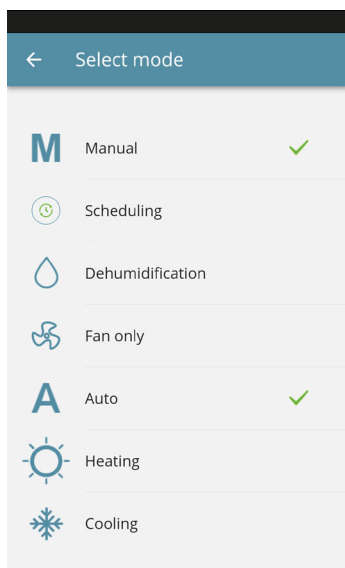 Select mode
M Manual
Scheduling
Dehumidification
Fan only
A Auto
Heating
Cooling